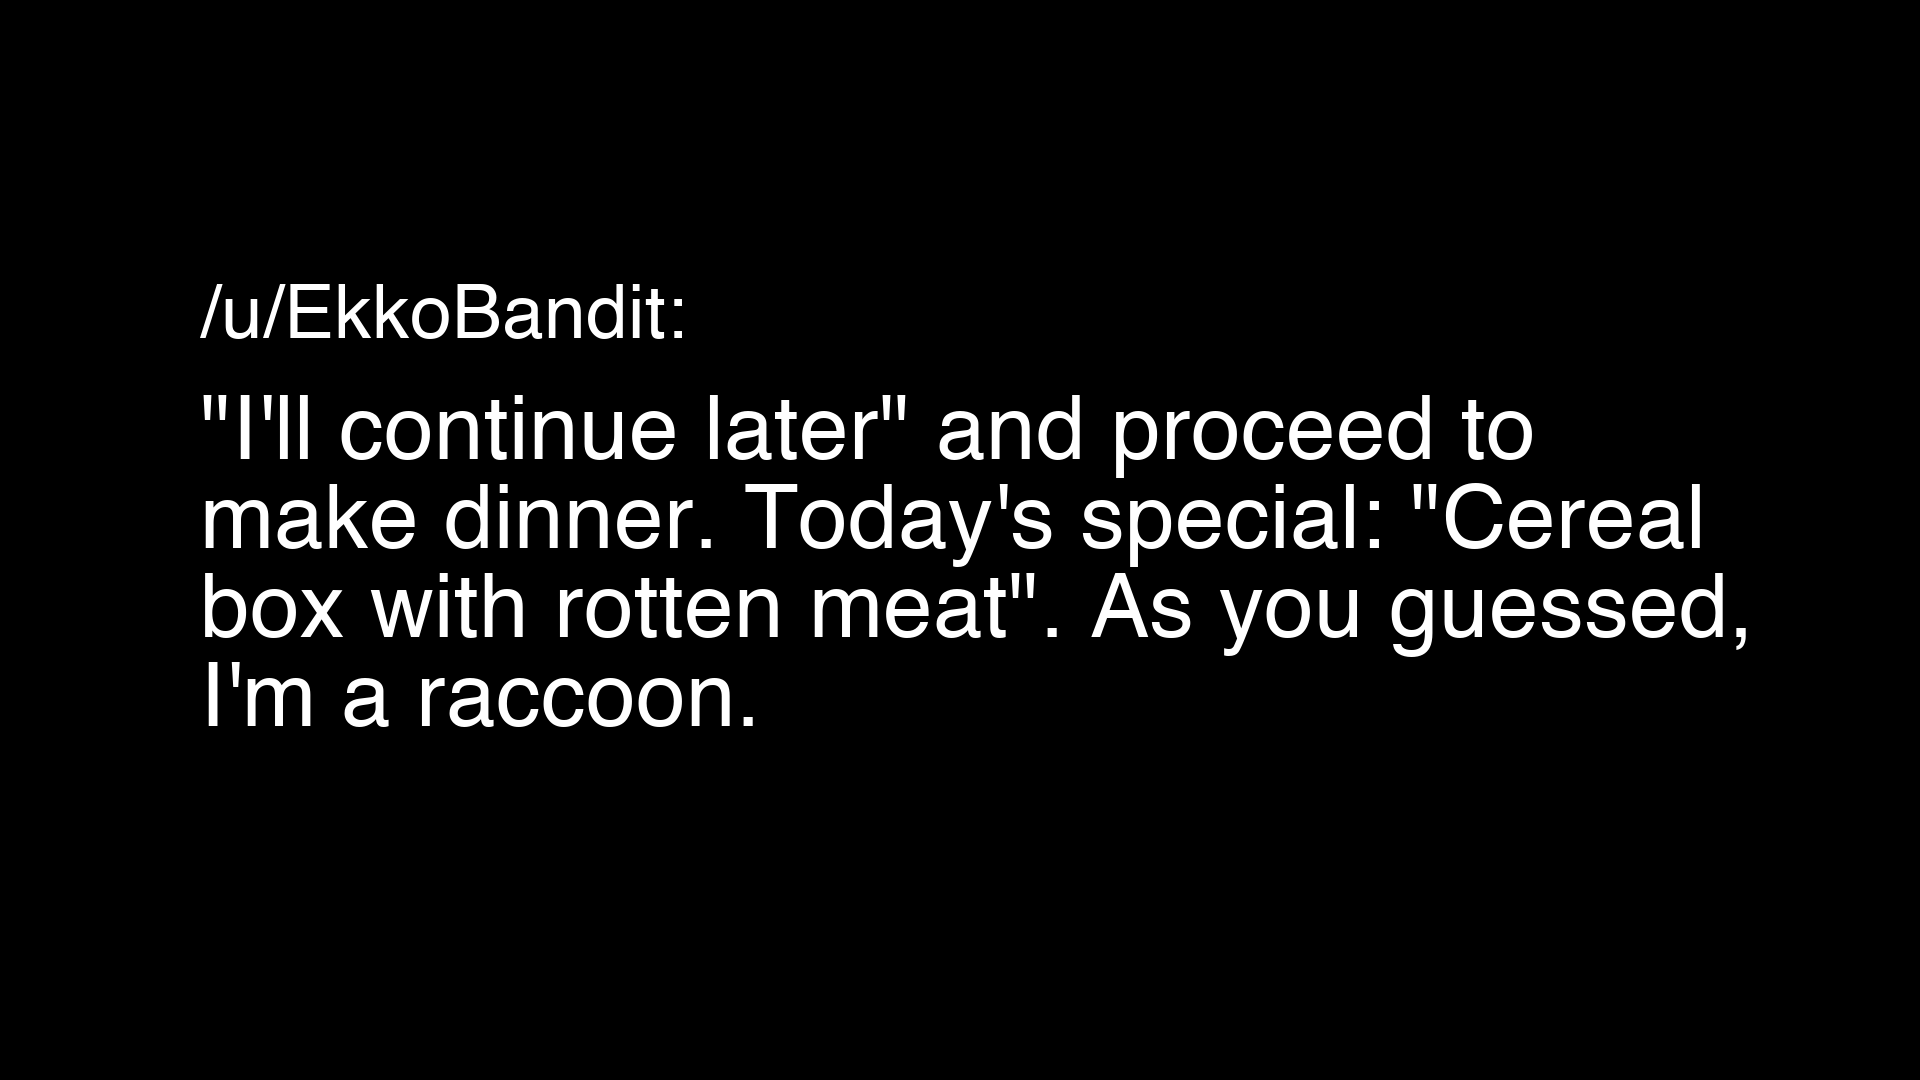 /u/EkkoBandit:
"I'll continue later" and proceed to
make dinner. Today's special: "Cereal
box with rotten meat". As you guessed,
I'm a raccoon.